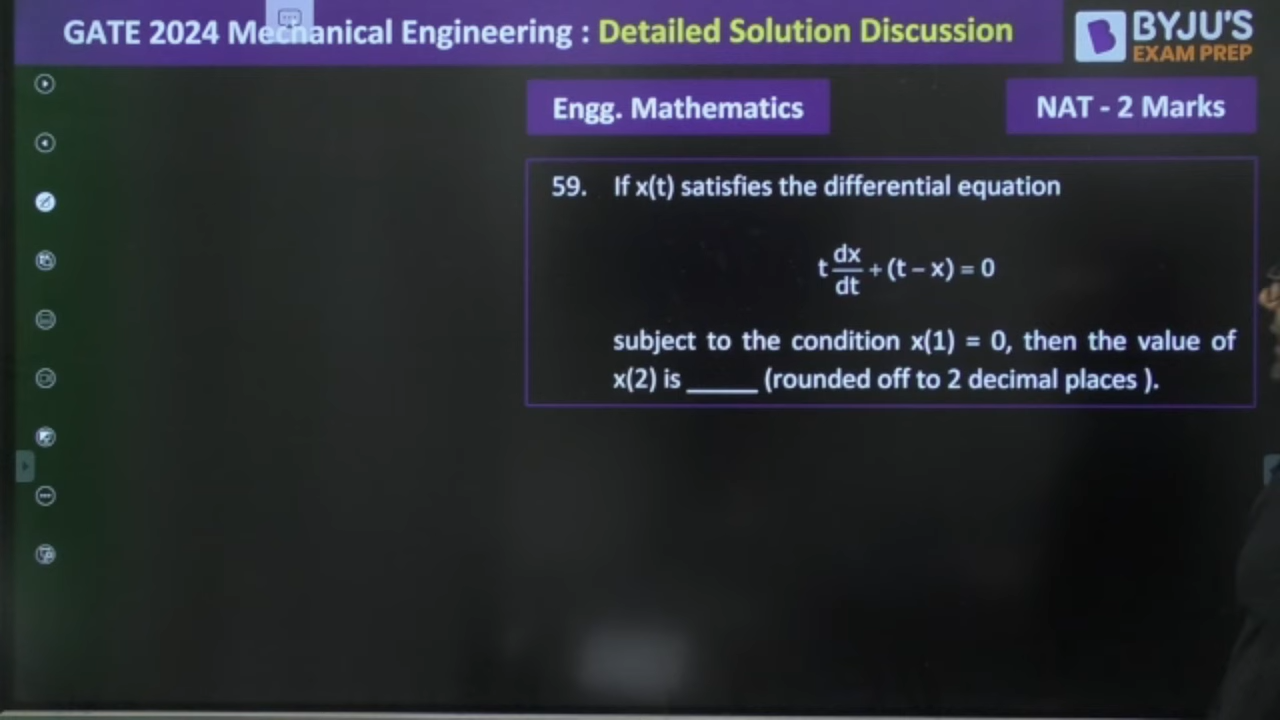 GATE 2024 Mechanical Engineering : Detailed Solution Discussion
BYJU'S
EXAM PREP
Engg. Mathematics
NAT - 2 Marks
59. If x(t) satisfies the differential equation
t dx/dt + (t – x) = 0
subject to the condition x(1) = 0, then the value of
x(2) is _____ (rounded off to 2 decimal places ).